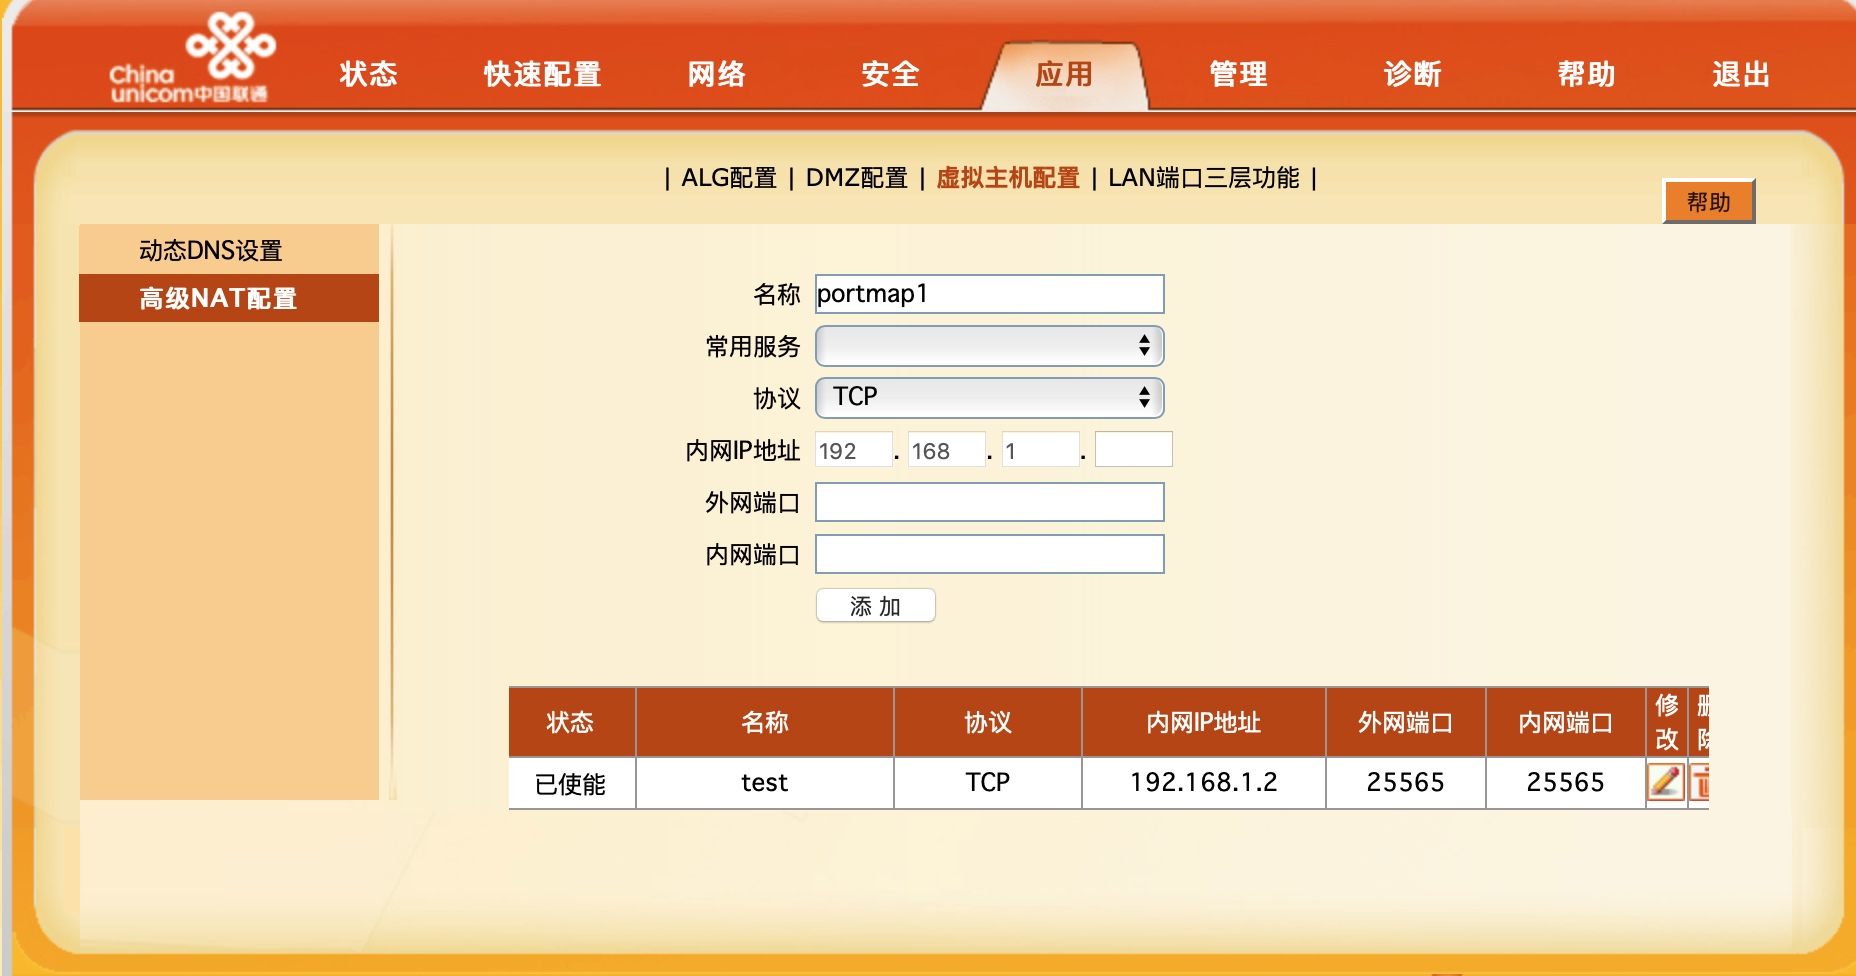 China
unicom中国联通
状态 快速配置 网络 安全 应用 管理 诊断 帮助 退出
| ALG配置 | DMZ配置 | 虚拟主机配置 | LAN端口三层功能 |
帮助
动态DNS设置
高级NAT配置
名称 portmap1
常用服务
协议 TCP
内网IP地址 192 . 168 . 1 .
外网端口
内网端口
添 加
状态 名称 协议 内网IP地址 外网端口 内网端口 修改 删除
已使能 test TCP 192.168.1.2 25565 25565